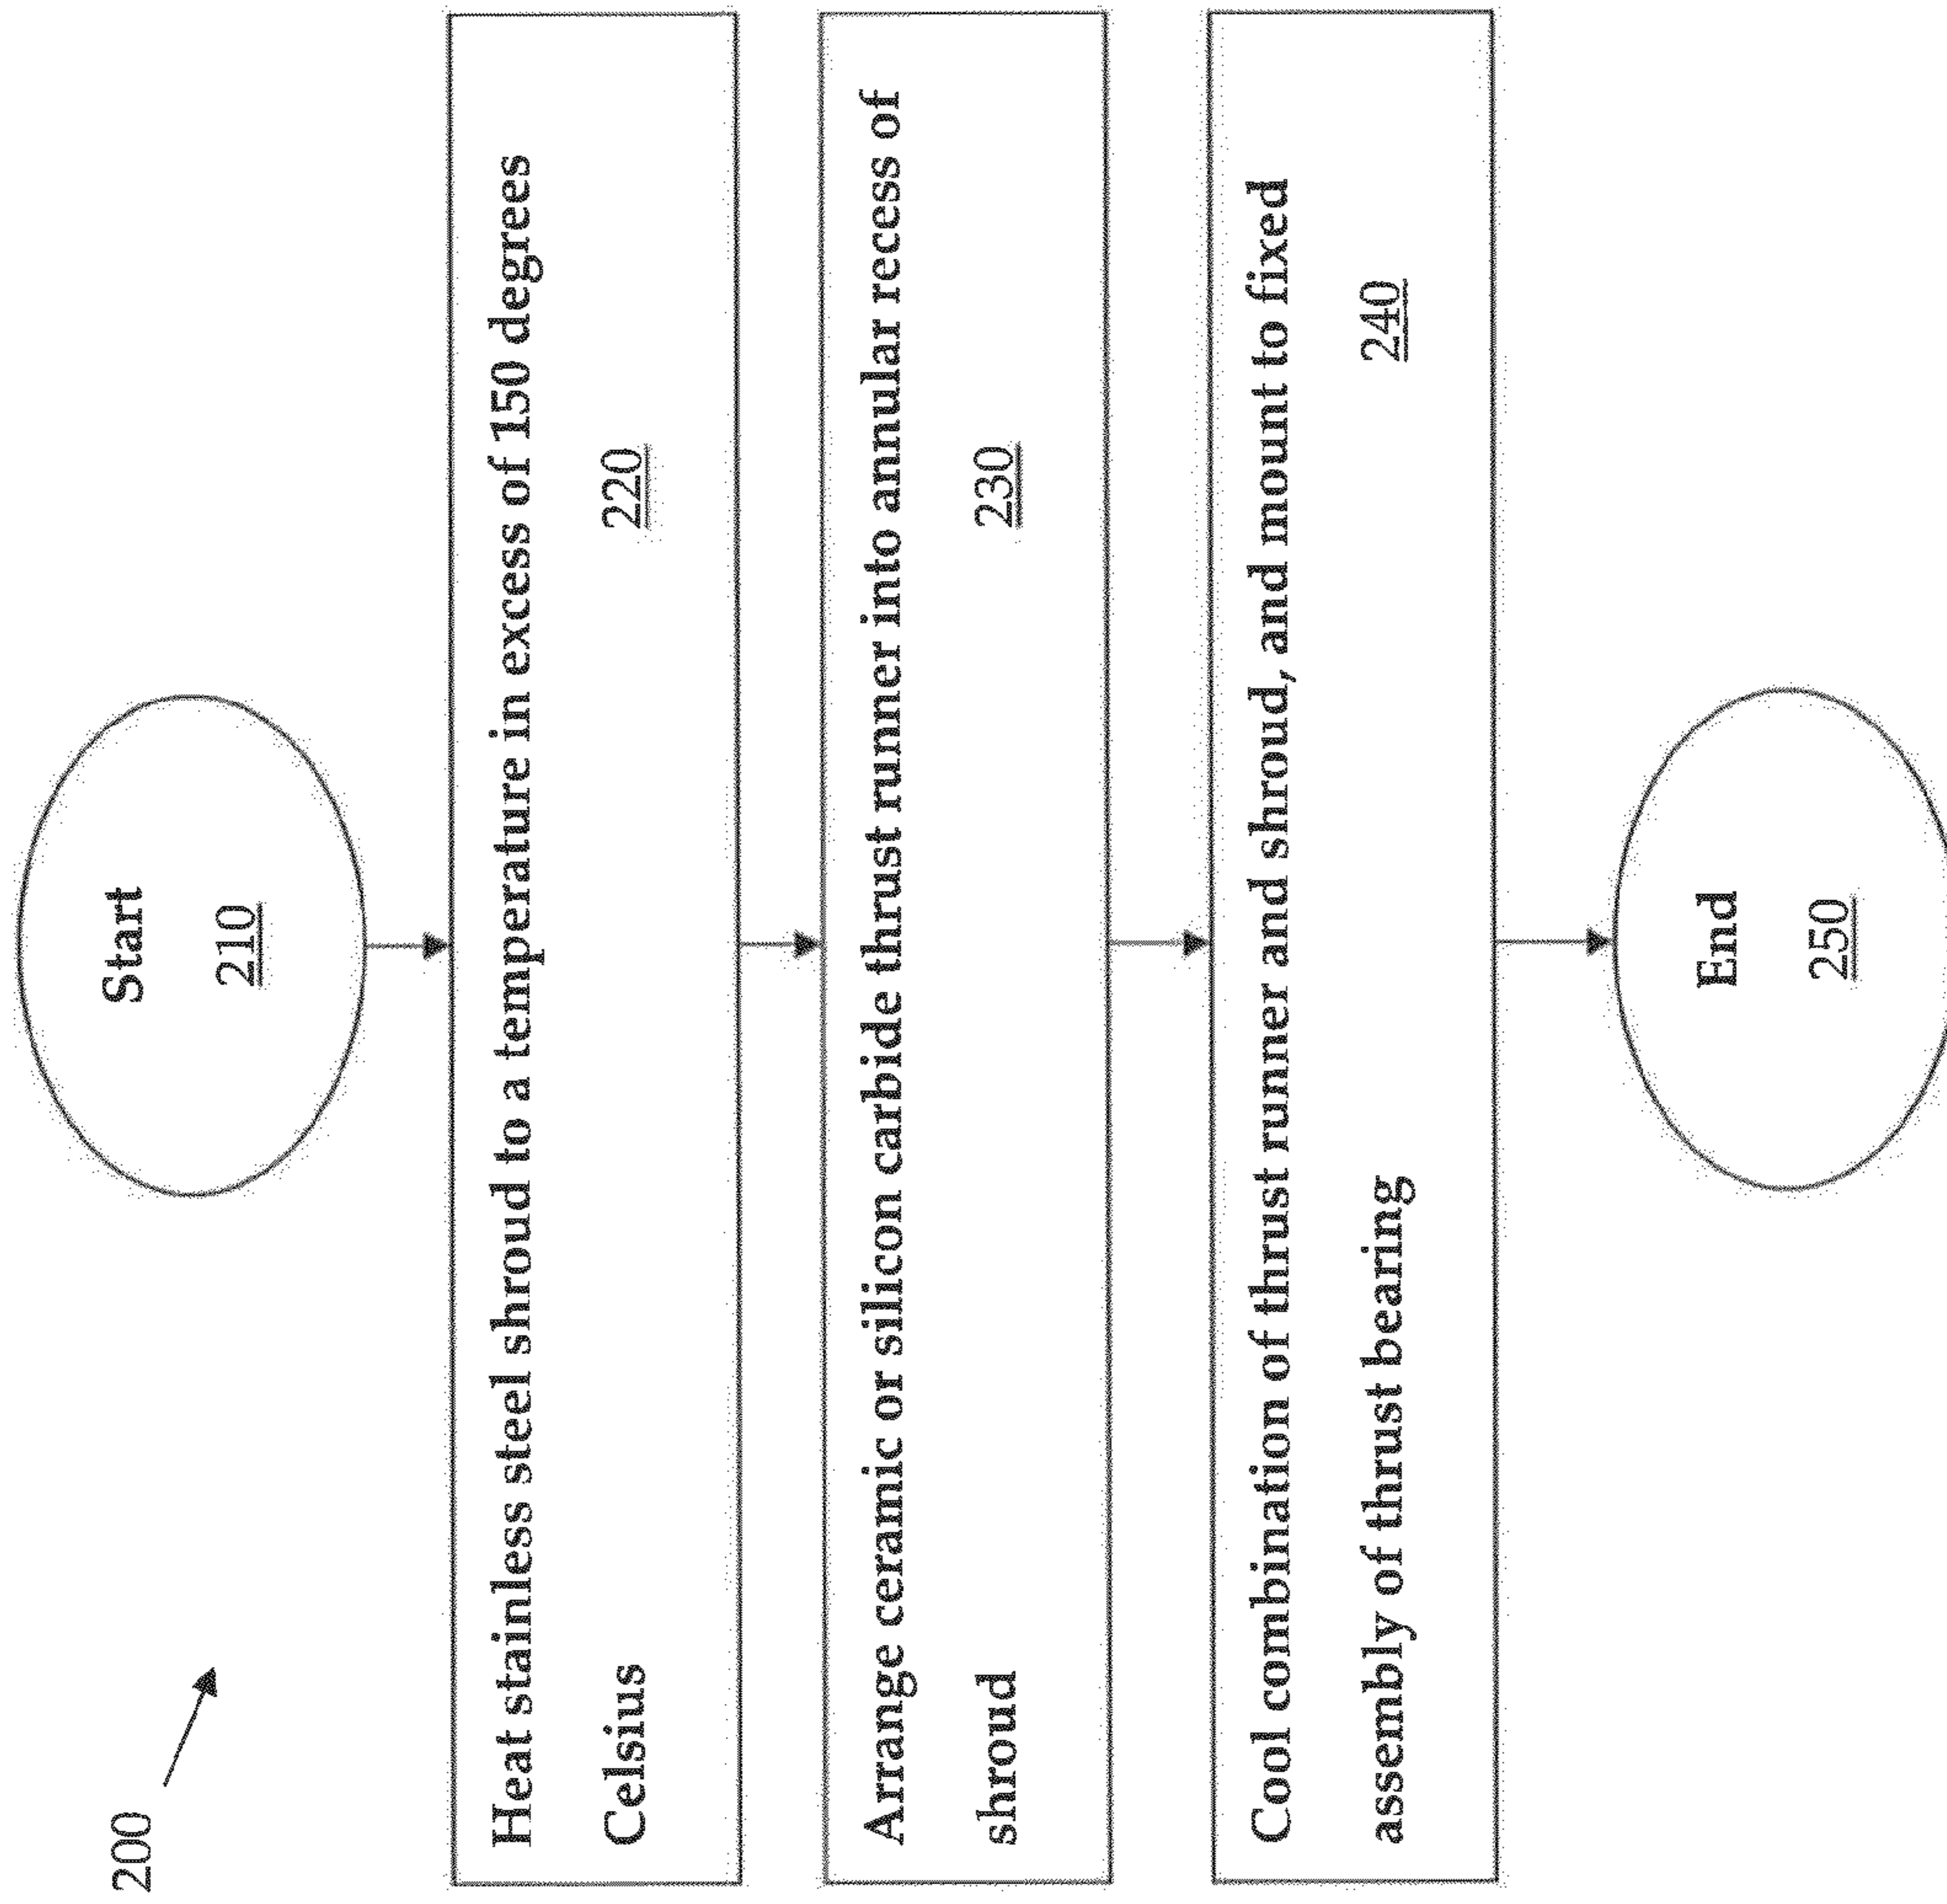 200
Start
210
Heat stainless steel shroud to a temperature in excess of 150 degrees
Celsius 220
Arrange ceramic or silicon carbide thrust runner into annular recess of
shroud 230
Cool combination of thrust runner and shroud, and mount to fixed
assembly of thrust bearing 240
End
250